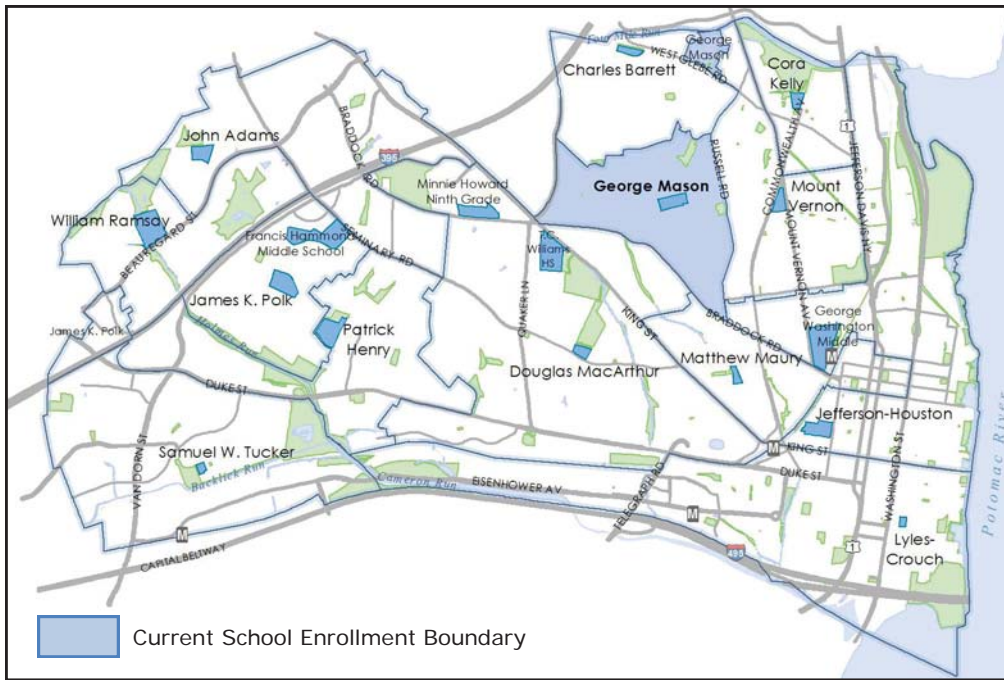 Four Mile Run
George
Mason
WEST GLEBE RD
Charles Barrett
Cora
Kelly
John Adams
BRADDOCK RD
395
1
JEFFERSON DAVIS HY
COMMONWEALTH AV
RUSSELL RD
Minnie Howard
Ninth Grade
George Mason
Mount
Vernon
MOUNT VERNON AV
William Ramsay
BEAUREGARD ST
Francis Hammond
Middle School
SEMINARY RD
T.C.
Williams
HS
James K. Polk
QUAKER LN
KING ST
BRADDOCK RD
George
Washington
Middle
M
James K. Polk
Holmes Run
Patrick
Henry
Douglas MacArthur
Matthew Maury
DUKE ST
Jefferson-Houston
KING ST
M
DUKE ST
WASHINGTON ST
Potomac River
Samuel W. Tucker
VAN DORN ST
Backlick Run
Cameron Run
EISENHOWER AV
TELEGRAPH RD
M
M
CAPITAL BELTWAY
495
1
Lyles-
Crouch
Current School Enrollment Boundary